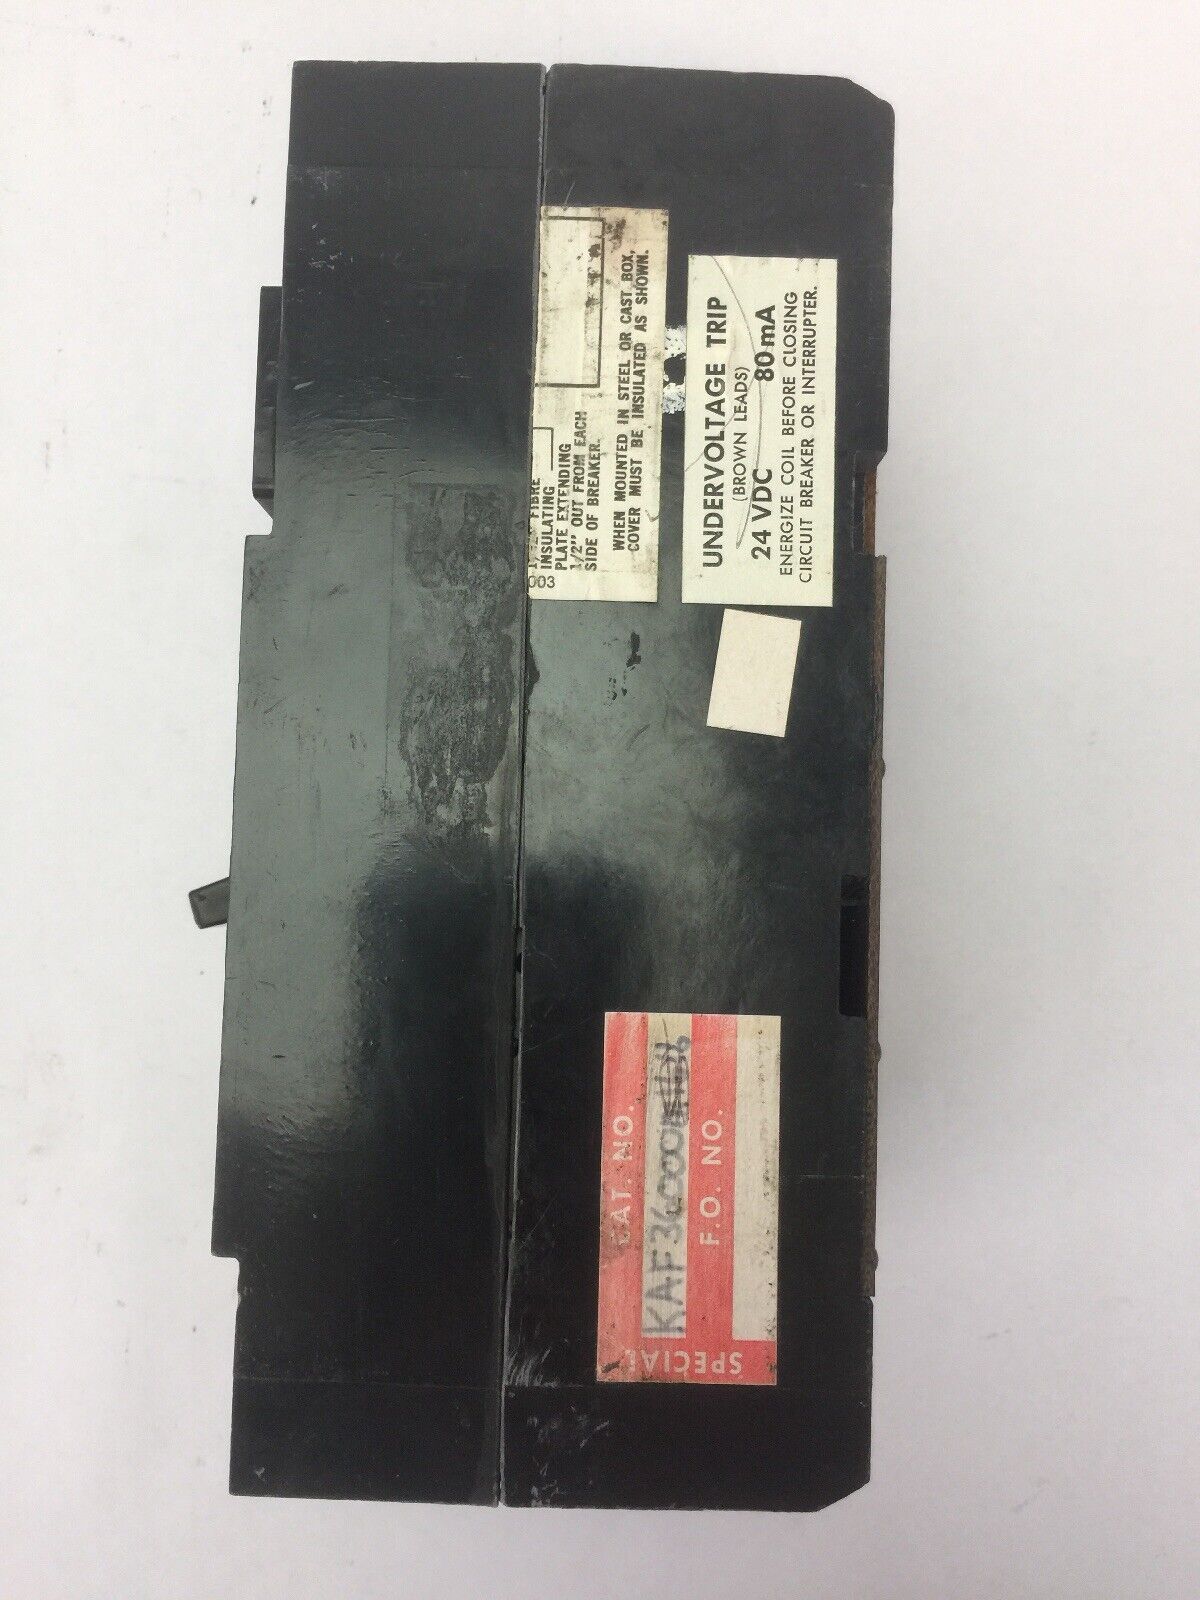 FIBRE
INSULATING
PLATE EXTENDING
1/2" OUT FROM EACH
SIDE OF BREAKER.
003
WHEN MOUNTED IN STEEL OR CAST BOX,
COVER MUST BE INSULATED AS SHOWN.
UNDERVOLTAGE TRIP
(BROWN LEADS)
24 VDC 80 mA
ENERGIZE COIL BEFORE CLOSING
CIRCUIT BREAKER OR INTERRUPTER.
SPECIAL
CAT. NO.
F.O. NO.